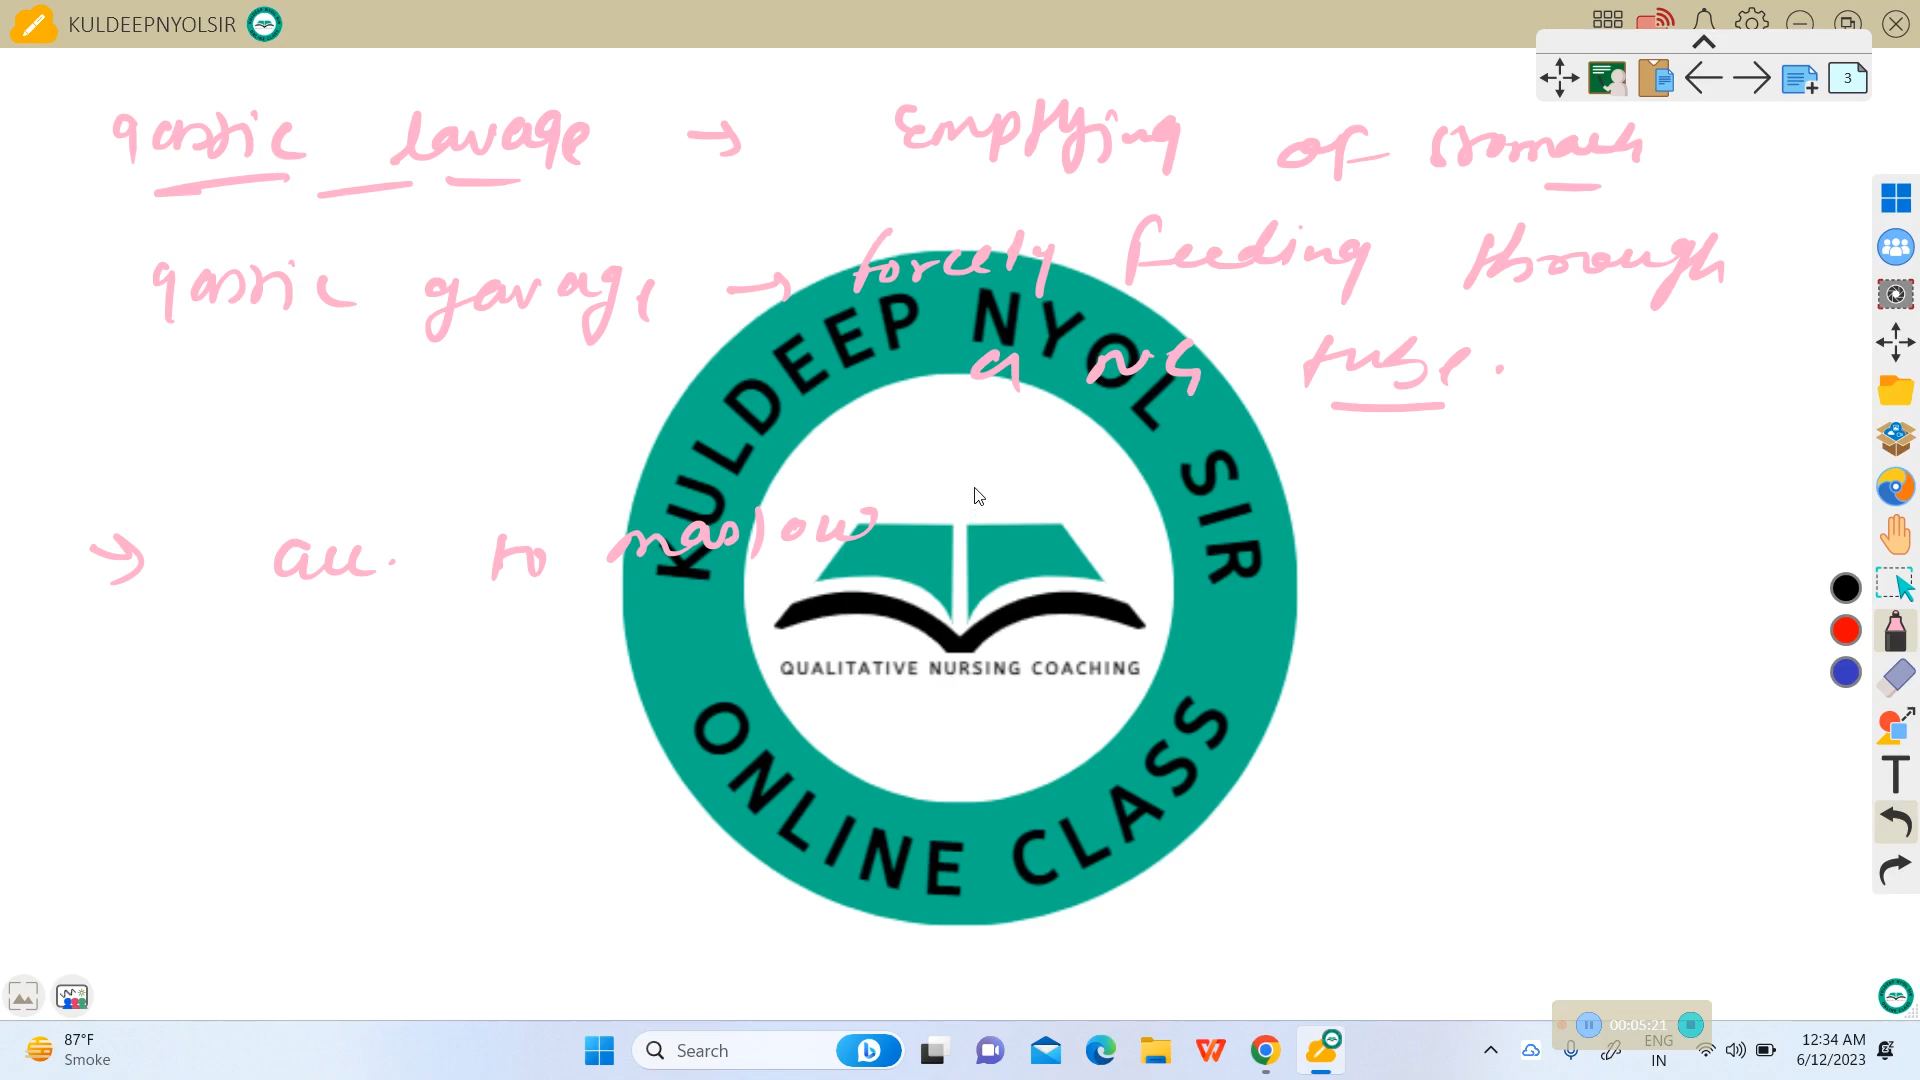 KULDEEPNYOLSIR
3
gastric lavage → Emptying of stomach
gastric gavage → forcely feeding through
a NG tube.
→ acc. to maslow
KULDEEP NYOL SIR
QUALITATIVE NURSING COACHING
ONLINE CLASS
87°F
Smoke
Search
00:05:21
ENG
IN
12:34 AM
6/12/2023